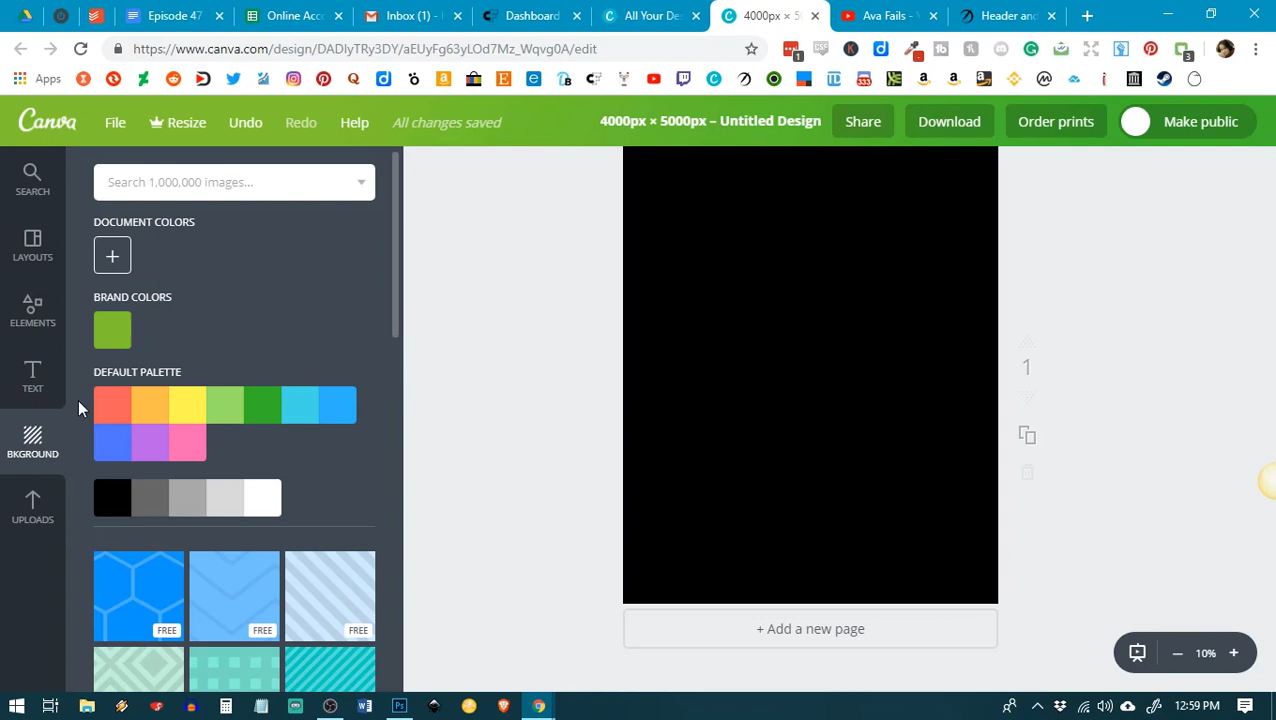 Episode 47
Online Acc
Inbox (1) -
Dashboard
All Your De
4000px × 5
Ava Fails - Y
Header and
https://www.canva.com/design/DADIyTRy3DY/aEUyFg63yLOd7Mz_Wqvg0A/edit
Apps
Canva
File
Resize
Undo
Redo
Help
All changes saved
4000px × 5000px – Untitled Design
Share
Download
Order prints
Make public
SEARCH
LAYOUTS
ELEMENTS
TEXT
BKGROUND
UPLOADS
Search 1,000,000 images...
DOCUMENT COLORS
+
BRAND COLORS
DEFAULT PALETTE
FREE
FREE
FREE
1
+ Add a new page
– 10% +
12:59 PM